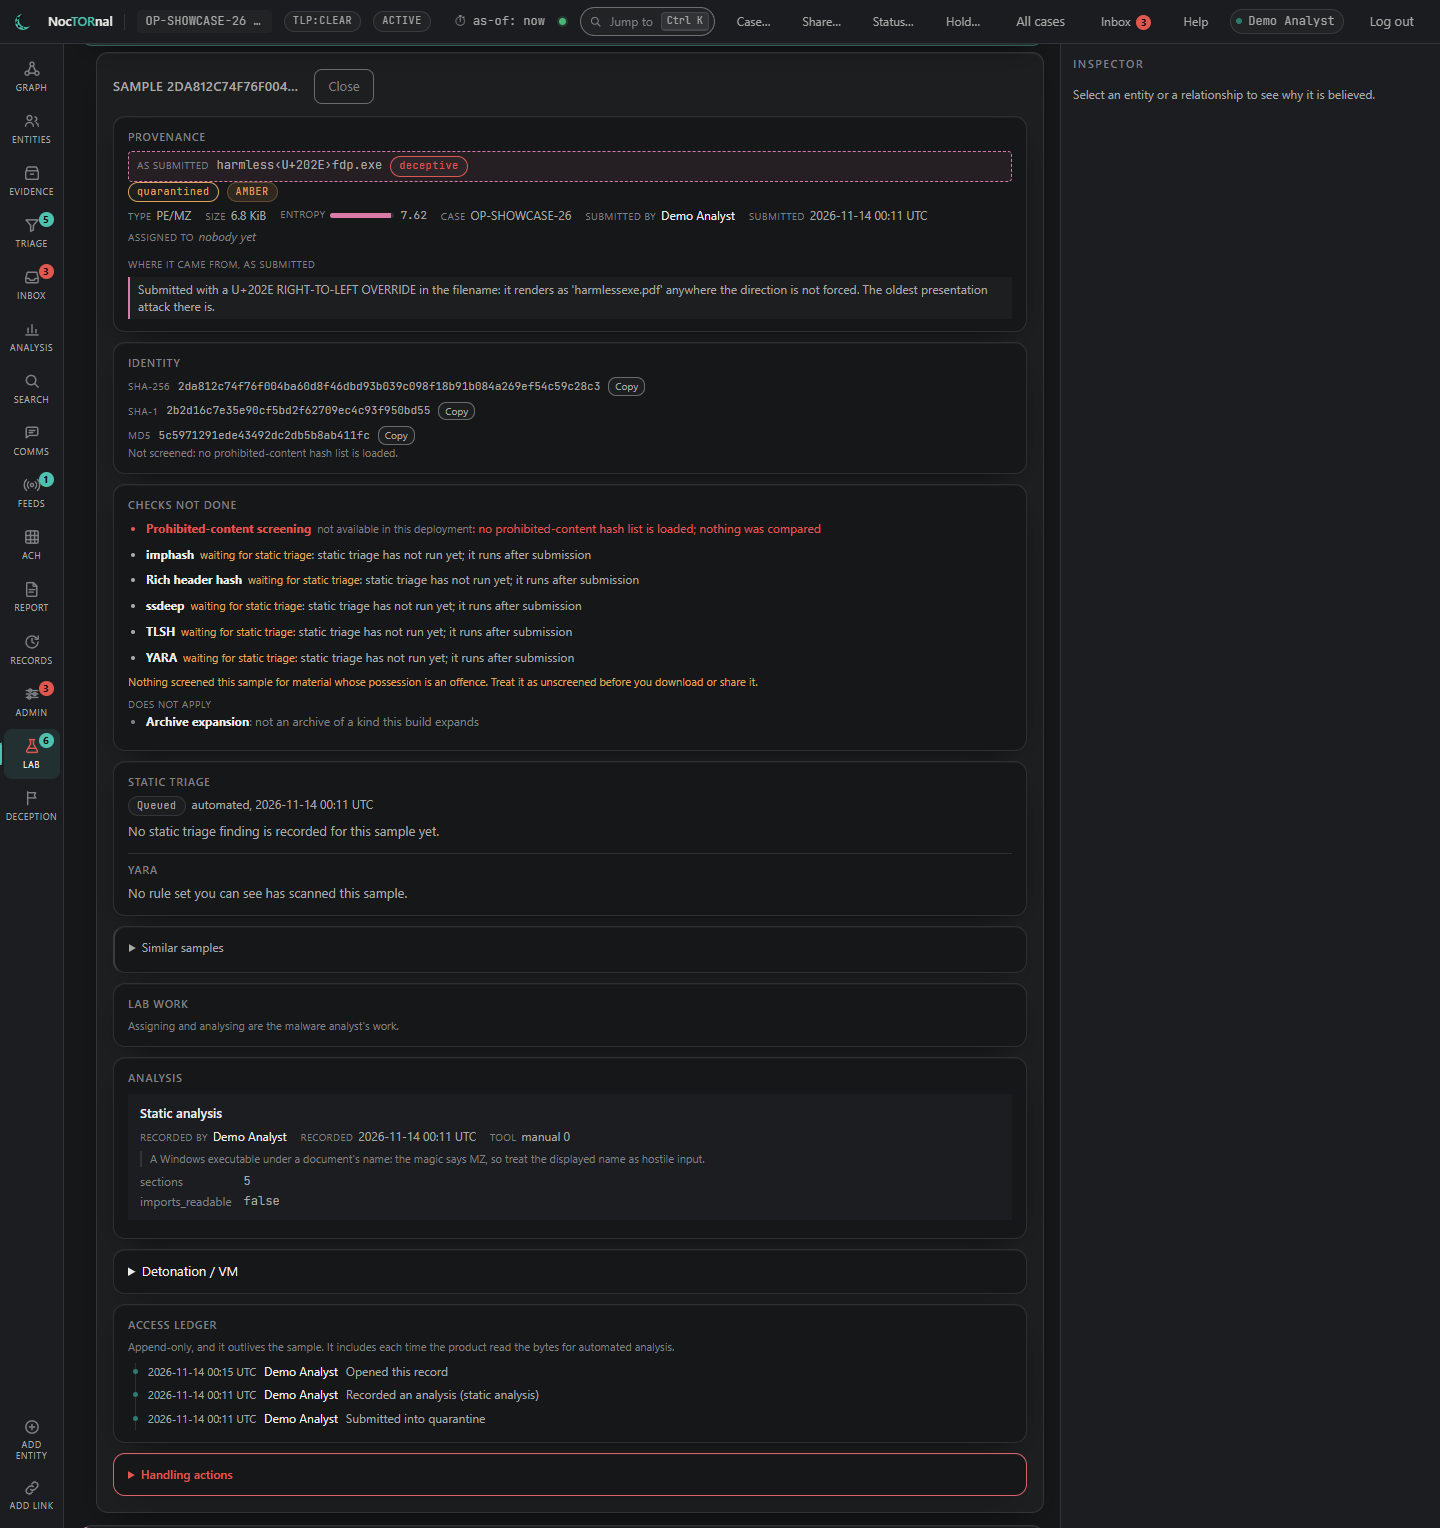 NocTORnal
OP-SHOWCASE-26 …
TLP:CLEAR
ACTIVE
as-of: now
Jump to Ctrl K
Case...
Share...
Status...
Hold...
All cases
Inbox 3
Help
Demo Analyst
Log out
GRAPH
ENTITIES
EVIDENCE
5
TRIAGE
3
INBOX
ANALYSIS
SEARCH
COMMS
1
FEEDS
ACH
REPORT
RECORDS
3
ADMIN
6
LAB
DECEPTION
ADD
ENTITY
ADD LINK
SAMPLE 2DA812C74F76F004...
Close
PROVENANCE
AS SUBMITTED harmless‹U+202E›fdp.exe deceptive
quarantined AMBER
TYPE PE/MZ SIZE 6.8 KiB ENTROPY 7.62 CASE OP-SHOWCASE-26 SUBMITTED BY Demo Analyst SUBMITTED 2026-11-14 00:11 UTC
ASSIGNED TO nobody yet
WHERE IT CAME FROM, AS SUBMITTED
Submitted with a U+202E RIGHT-TO-LEFT OVERRIDE in the filename: it renders as 'harmlessexe.pdf' anywhere the direction is not forced. The oldest presentation
attack there is.
IDENTITY
SHA-256 2da812c74f76f004ba60d8f46dbd93b039c098f18b91b084a269ef54c59c28c3 Copy
SHA-1 2b2d16c7e35e90cf5bd2f62709ec4c93f950bd55 Copy
MD5 5c5971291ede43492dc2db5b8ab411fc Copy
Not screened: no prohibited-content hash list is loaded.
CHECKS NOT DONE
• Prohibited-content screening not available in this deployment: no prohibited-content hash list is loaded; nothing was compared
• imphash waiting for static triage: static triage has not run yet; it runs after submission
• Rich header hash waiting for static triage: static triage has not run yet; it runs after submission
• ssdeep waiting for static triage: static triage has not run yet; it runs after submission
• TLSH waiting for static triage: static triage has not run yet; it runs after submission
• YARA waiting for static triage: static triage has not run yet; it runs after submission
Nothing screened this sample for material whose possession is an offence. Treat it as unscreened before you download or share it.
DOES NOT APPLY
• Archive expansion: not an archive of a kind this build expands
STATIC TRIAGE
Queued automated, 2026-11-14 00:11 UTC
No static triage finding is recorded for this sample yet.
YARA
No rule set you can see has scanned this sample.
▶ Similar samples
LAB WORK
Assigning and analysing are the malware analyst's work.
ANALYSIS
Static analysis
RECORDED BY Demo Analyst RECORDED 2026-11-14 00:11 UTC TOOL manual 0
A Windows executable under a document's name: the magic says MZ, so treat the displayed name as hostile input.
sections 5
imports_readable false
▶ Detonation / VM
ACCESS LEDGER
Append-only, and it outlives the sample. It includes each time the product read the bytes for automated analysis.
2026-11-14 00:15 UTC Demo Analyst Opened this record
2026-11-14 00:11 UTC Demo Analyst Recorded an analysis (static analysis)
2026-11-14 00:11 UTC Demo Analyst Submitted into quarantine
▶ Handling actions
INSPECTOR
Select an entity or a relationship to see why it is believed.